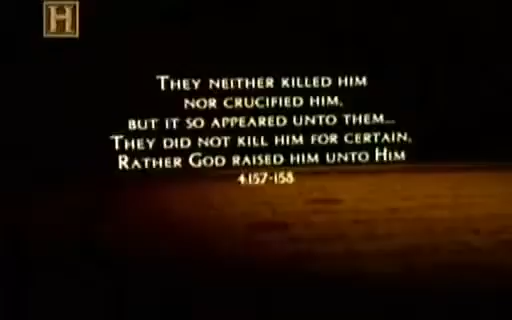 H
THEY NEITHER KILLED HIM
NOR CRUCIFIED HIM,
BUT IT SO APPEARED UNTO THEM...
THEY DID NOT KILL HIM FOR CERTAIN,
RATHER GOD RAISED HIM UNTO HIM
4:157-158